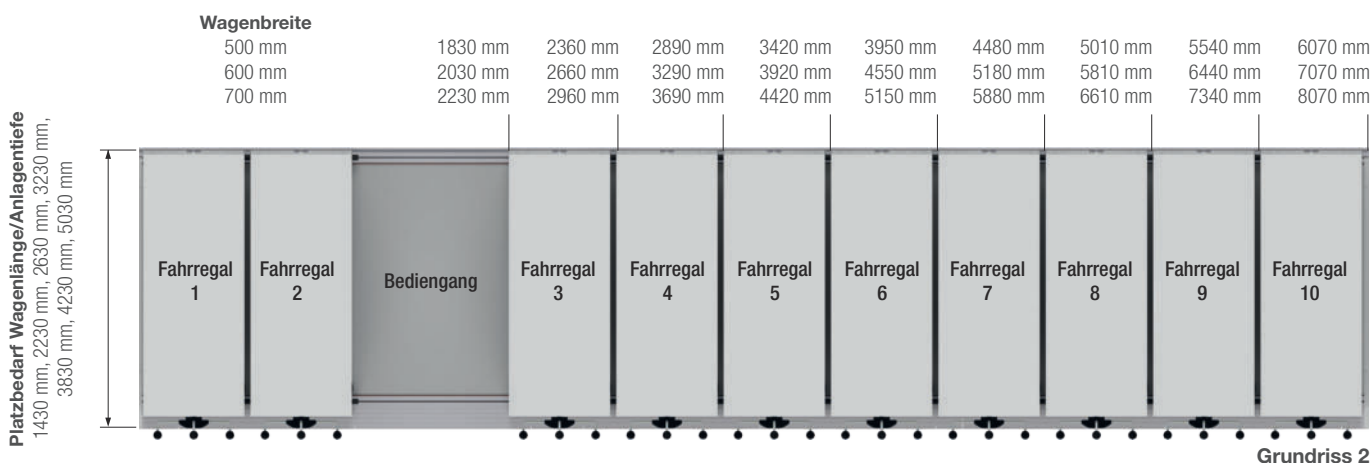 Wagenbreite
500 mm 1830 mm 2360 mm 2890 mm 3420 mm 3950 mm 4480 mm 5010 mm 5540 mm 6070 mm
600 mm 2030 mm 2660 mm 3290 mm 3920 mm 4550 mm 5180 mm 5810 mm 6440 mm 7070 mm
700 mm 2230 mm 2960 mm 3690 mm 4420 mm 5150 mm 5880 mm 6610 mm 7340 mm 8070 mm
Platzbedarf Wagenlänge/Anlagentiefe
1430 mm, 2230 mm, 2630 mm, 3230 mm,
3830 mm, 4230 mm, 5030 mm
Fahrregal
1
Fahrregal
2
Bediengang
Fahrregal
3
Fahrregal
4
Fahrregal
5
Fahrregal
6
Fahrregal
7
Fahrregal
8
Fahrregal
9
Fahrregal
10
Grundriss 2